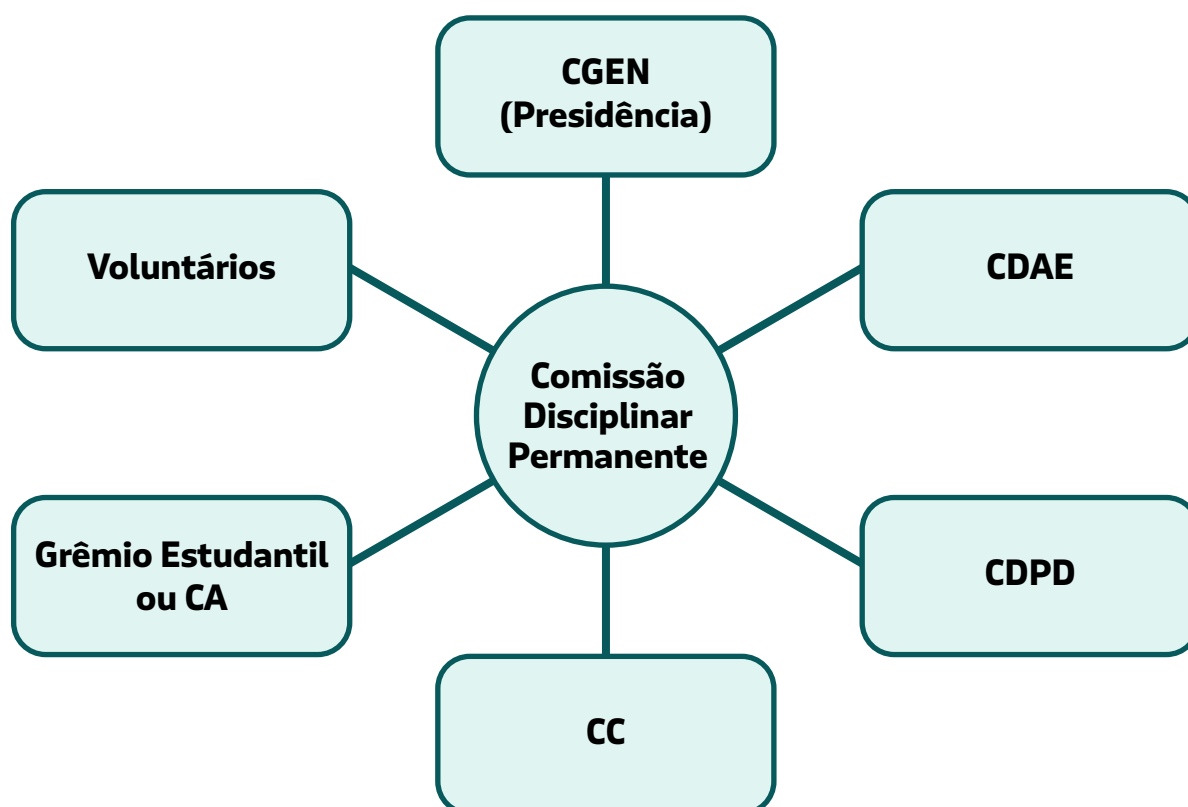 CGEN
(Presidência)
Voluntários
CDAE
Comissão
Disciplinar
Permanente
Grêmio Estudantil
ou CA
CDPD
CC